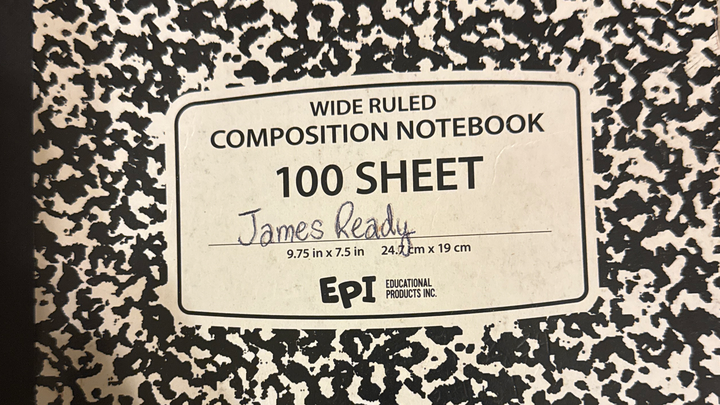 WIDE RULED
COMPOSITION NOTEBOOK
100 SHEET
James Ready
9.75 in x 7.5 in 24. cm x 19 cm
EPI EDUCATIONAL
PRODUCTS INC.